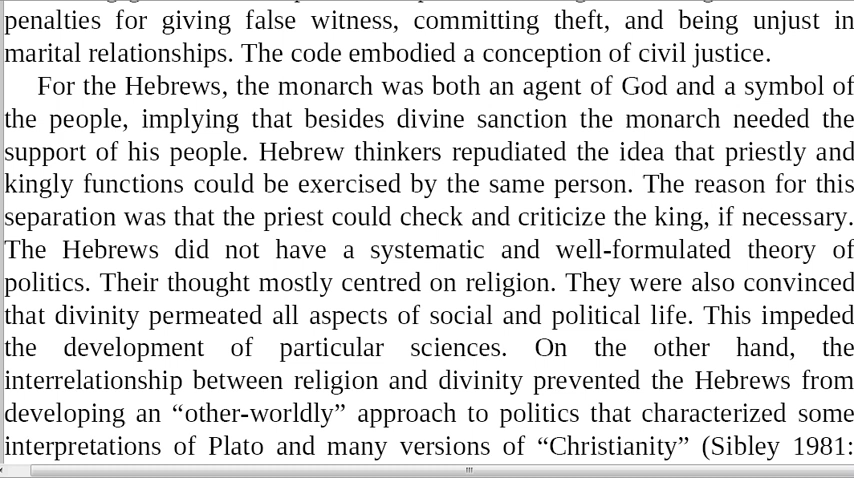 penalties for giving false witness, committing theft, and being unjust in
marital relationships. The code embodied a conception of civil justice.
For the Hebrews, the monarch was both an agent of God and a symbol of
the people, implying that besides divine sanction the monarch needed the
support of his people. Hebrew thinkers repudiated the idea that priestly and
kingly functions could be exercised by the same person. The reason for this
separation was that the priest could check and criticize the king, if necessary.
The Hebrews did not have a systematic and well-formulated theory of
politics. Their thought mostly centred on religion. They were also convinced
that divinity permeated all aspects of social and political life. This impeded
the development of particular sciences. On the other hand, the
interrelationship between religion and divinity prevented the Hebrews from
developing an “other-worldly” approach to politics that characterized some
interpretations of Plato and many versions of “Christianity” (Sibley 1981: